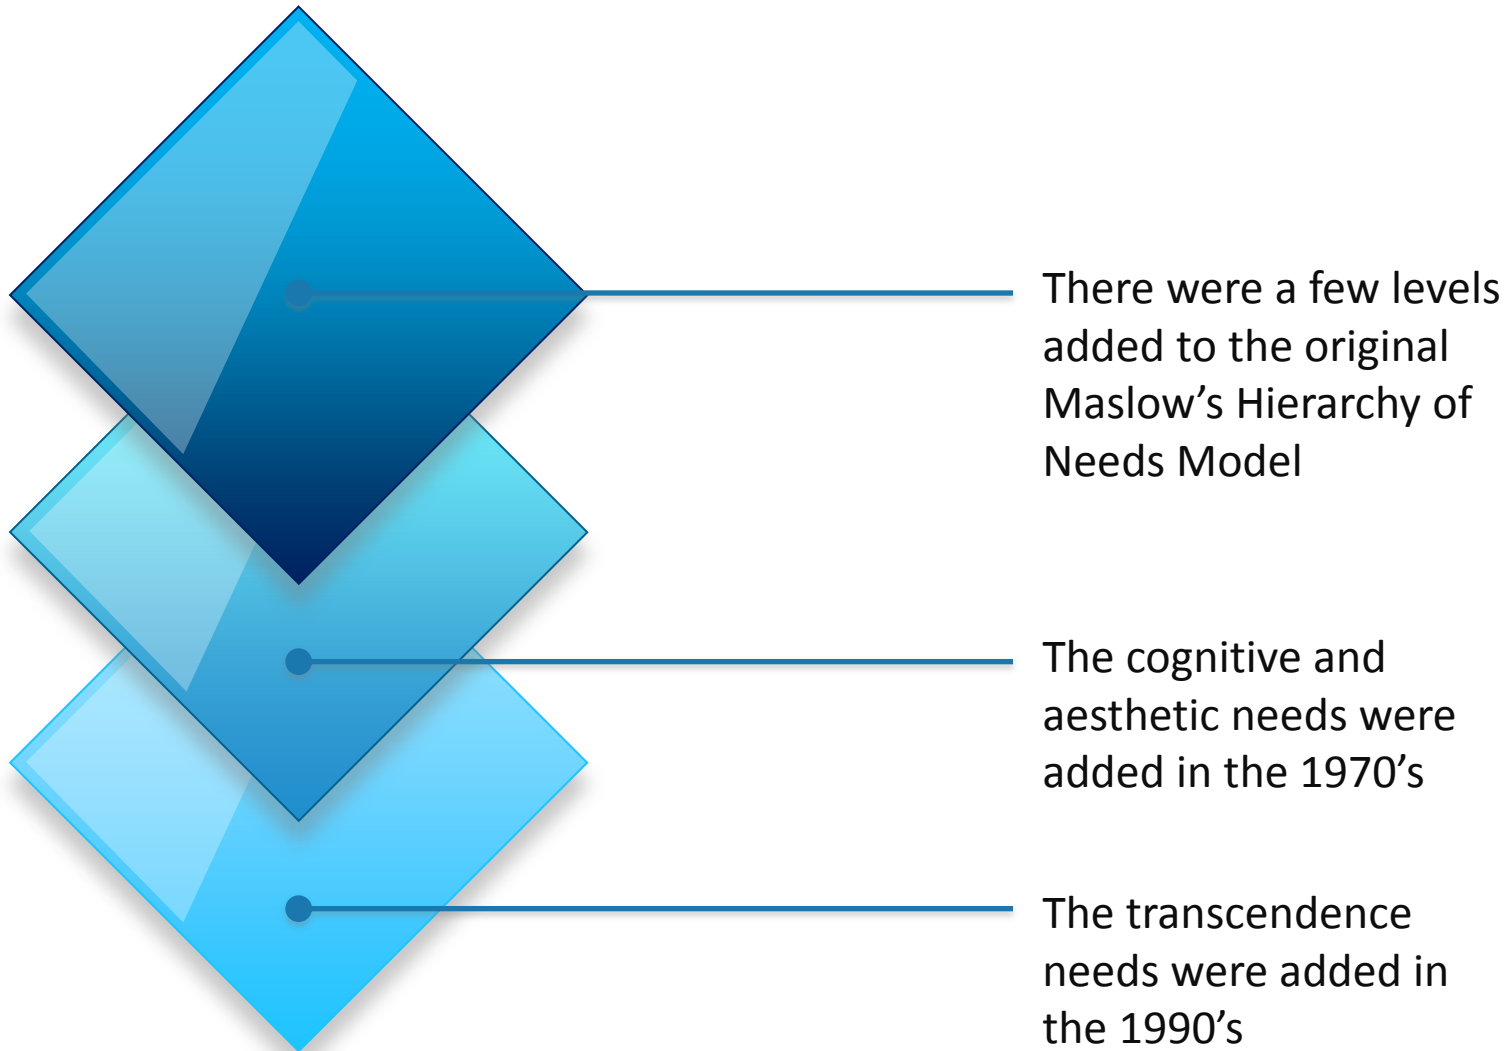 There were a few levels
added to the original
Maslow’s Hierarchy of
Needs Model
The cognitive and
aesthetic needs were
added in the 1970’s
The transcendence
needs were added in
the 1990’s